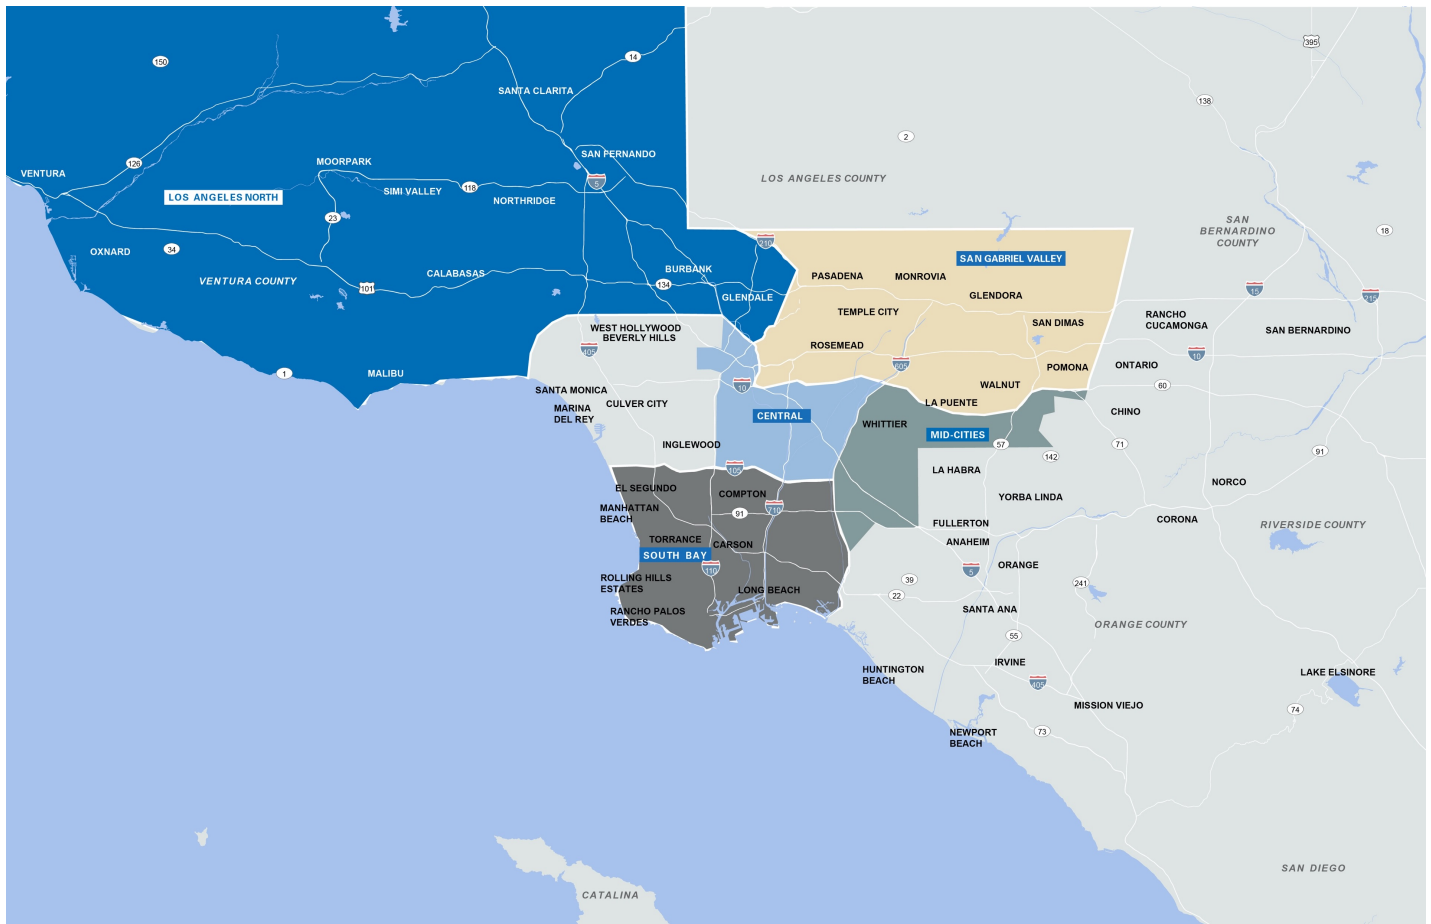 395
14
150
SANTA CLARITA
138
2
126
SAN FERNANDO
MOORPARK
VENTURA
LOS ANGELES COUNTY
5
118
SIMI VALLEY
LOS ANGELES NORTH
NORTHRIDGE
23
SAN
BERNARDINO
COUNTY
18
34
210
OXNARD
SAN GABRIEL VALLEY
BURBANK
CALABASAS
PASADENA
MONROVIA
VENTURA COUNTY
134
101
15
215
GLENDALE
GLENDORA
TEMPLE CITY
RANCHO
CUCAMONGA
SAN DIMAS
WEST HOLLYWOOD
BEVERLY HILLS
SAN BERNARDINO
ROSEMEAD
405
10
605
ONTARIO
POMONA
1
MALIBU
10
WALNUT
60
SANTA MONICA
CULVER CITY
LA PUENTE
MARINA
DEL REY
CENTRAL
CHINO
WHITTIER
MID-CITIES
INGLEWOOD
57
71
91
142
105
LA HABRA
NORCO
EL SEGUNDO
COMPTON
YORBA LINDA
MANHATTAN
BEACH
710
91
CORONA
FULLERTON
RIVERSIDE COUNTY
TORRANCE
CARSON
ANAHEIM
SOUTH BAY
110
ORANGE
5
ROLLING HILLS
ESTATES
39
241
LONG BEACH
22
RANCHO PALOS
VERDES
SANTA ANA
ORANGE COUNTY
55
IRVINE
HUNTINGTON
BEACH
LAKE ELSINORE
405
MISSION VIEJO
74
NEWPORT
BEACH
73
SAN DIEGO
CATALINA